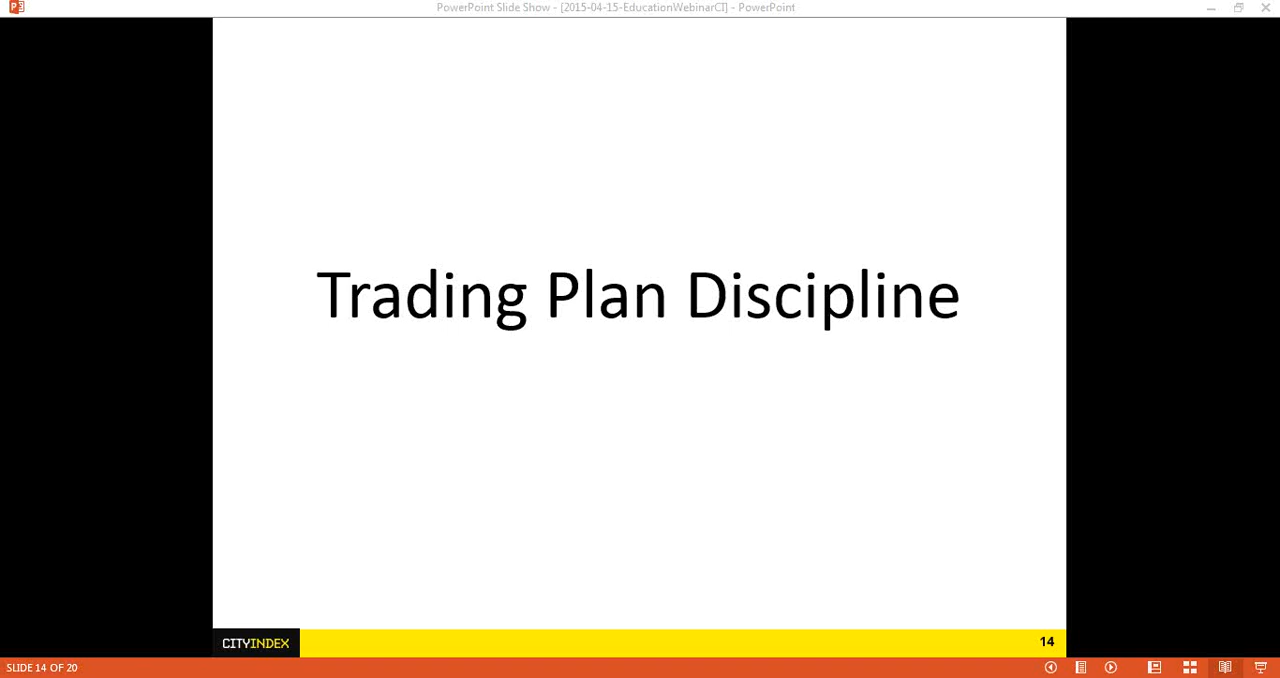 PowerPoint Slide Show - [2015-04-15-EducationWebinarCI] - PowerPoint
Trading Plan Discipline
CITYINDEX
14
SLIDE 14 OF 20